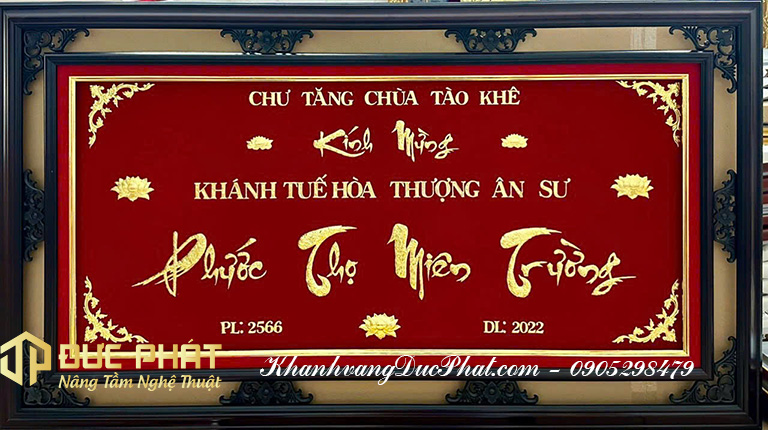 CHƯ TĂNG CHÙA TÀO KHÊ
Kính Mừng
KHÁNH TUẾ HÒA THƯỢNG ÂN SƯ
Phước Thọ Miên Trường
PL: 2566 DL: 2022
ĐỨC PHÁT
Nâng Tầm Nghệ Thuật
KhanhvangDucPhat.com - 0905298479